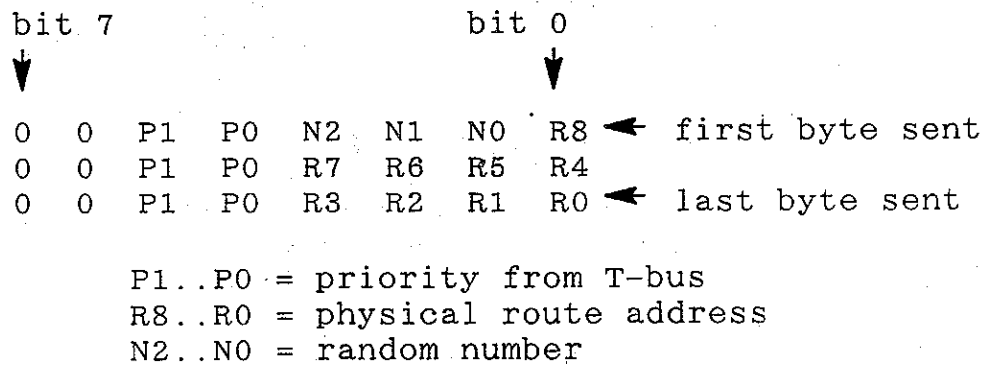 bit 7 bit 0
0 0 P1 P0 N2 N1 N0 R8 first byte sent
0 0 P1 P0 R7 R6 R5 R4
0 0 P1 P0 R3 R2 R1 R0 last byte sent
P1..P0 = priority from T-bus
R8..R0 = physical route address
N2..N0 = random number